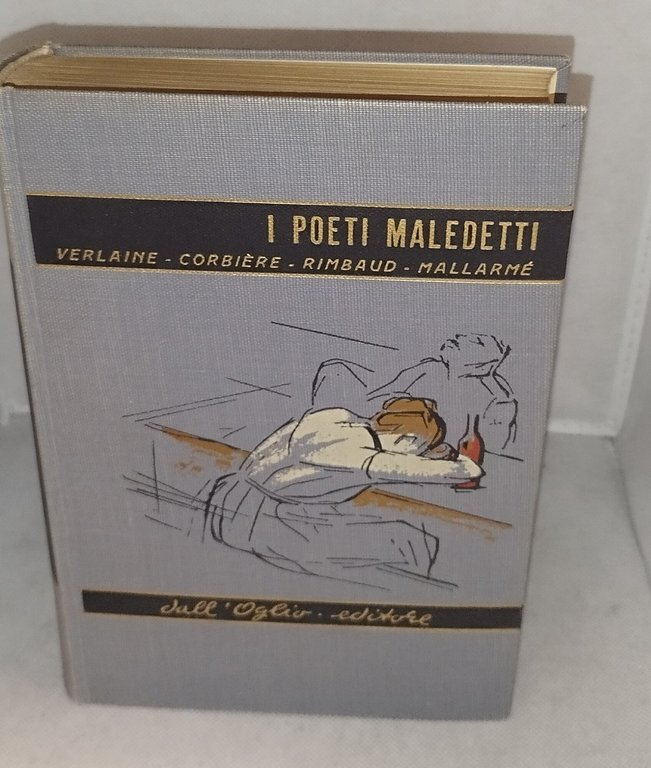 I POETI MALEDETTI
VERLAINE - CORBIÈRE - RIMBAUD - MALLARMÉ
dall'Oglio - editore